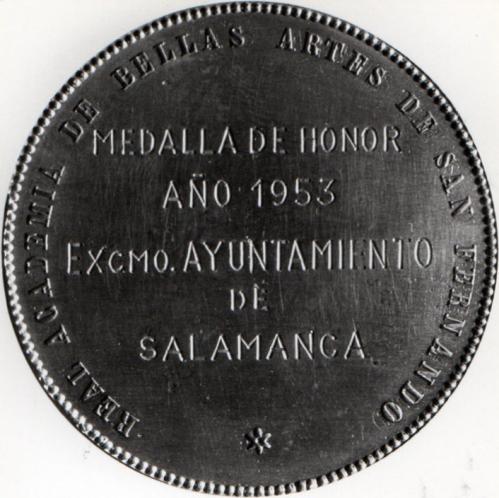 REAL ACADEMIA DE BELLAS ARTES DE SAN FERNANDO
MEDALLA DE HONOR
AÑO 1953
EXCMO. AYUNTAMIENTO
DE
SALAMANCA